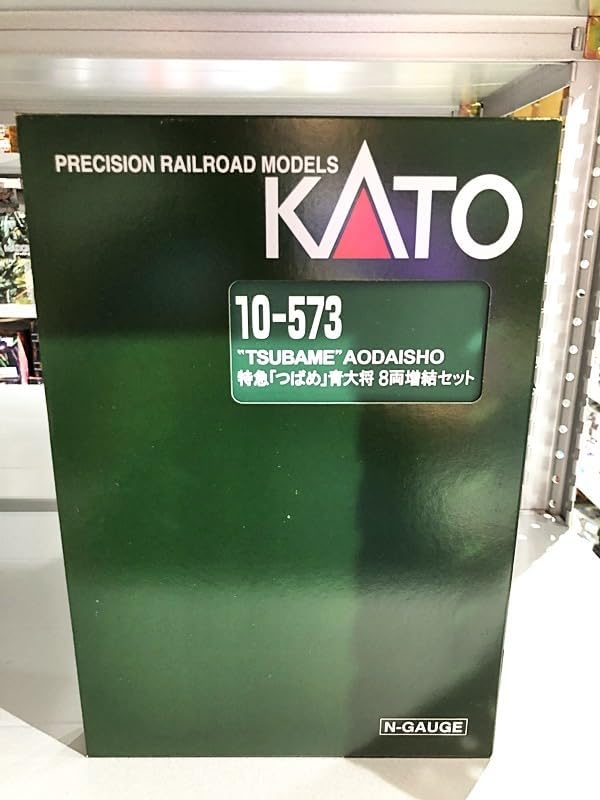 PRECISION RAILROAD MODELS
KATO
10-573
"TSUBAME" AODAISHO
特急「つばめ」青大将 8両増結セット
N-GAUGE